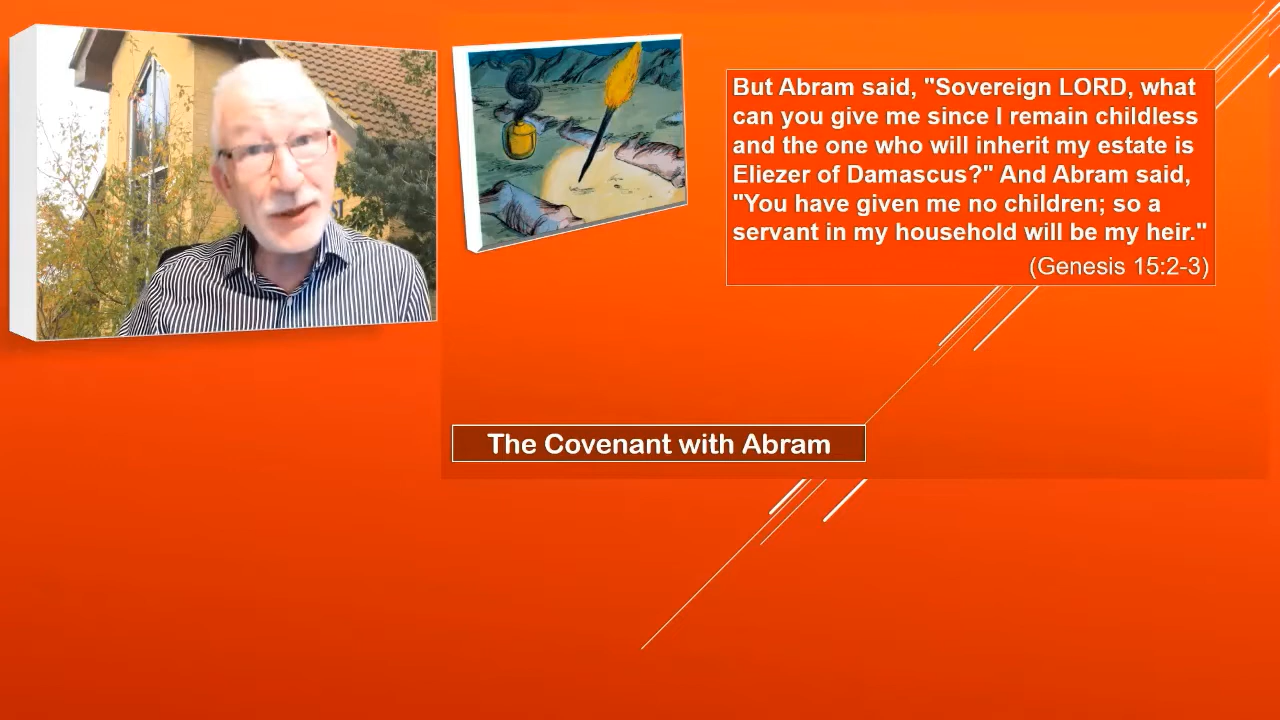 But Abram said, "Sovereign LORD, what
can you give me since I remain childless
and the one who will inherit my estate is
Eliezer of Damascus?" And Abram said,
"You have given me no children; so a
servant in my household will be my heir."
(Genesis 15:2-3)
The Covenant with Abram